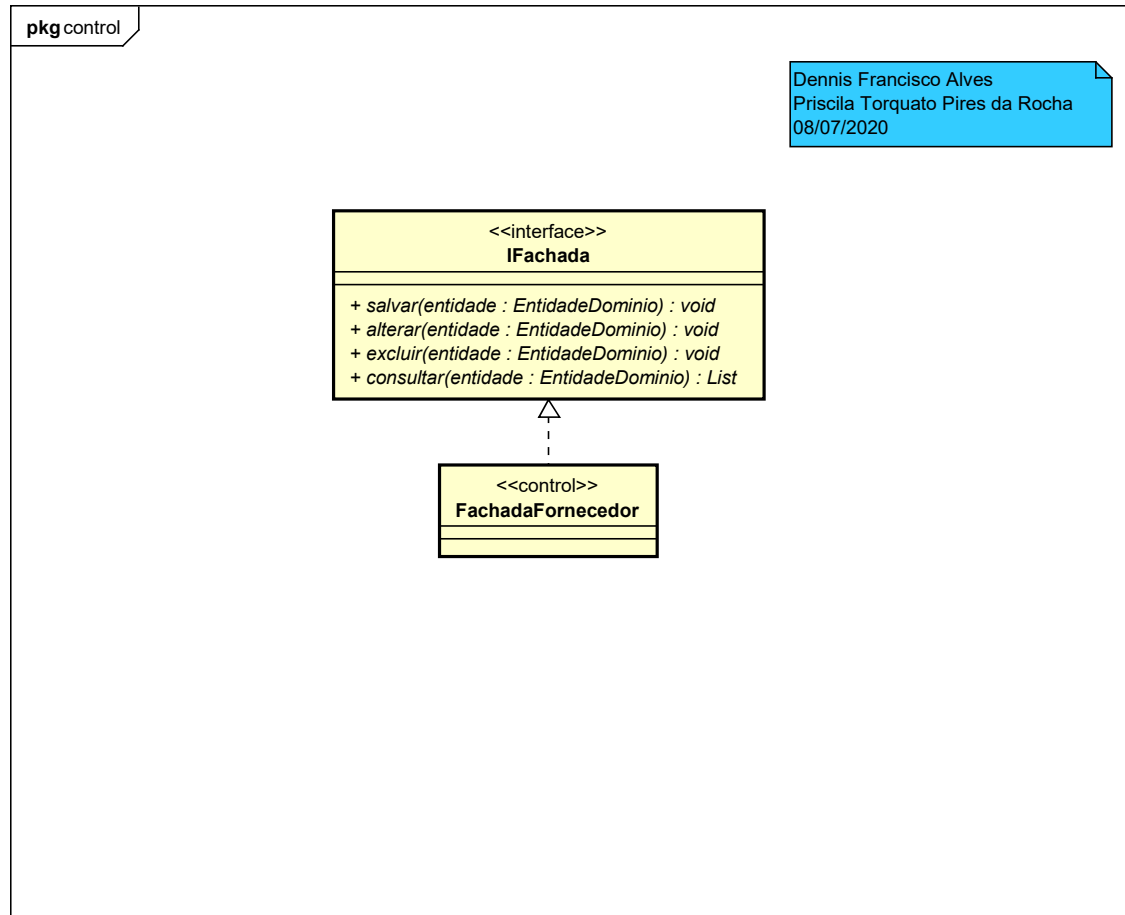 pkg control
Dennis Francisco Alves
Priscila Torquato Pires da Rocha
08/07/2020
<<interface>>
IFachada
+ salvar(entidade : EntidadeDominio) : void
+ alterar(entidade : EntidadeDominio) : void
+ excluir(entidade : EntidadeDominio) : void
+ consultar(entidade : EntidadeDominio) : List
<<control>>
FachadaFornecedor